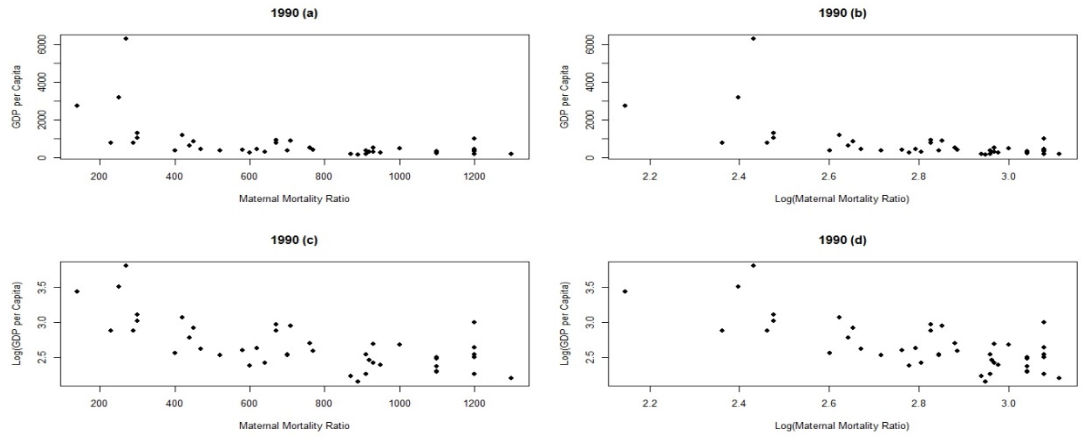 1990 (a)
GDP per Capita
6000
4000
2000
0
200 400 600 800 1000 1200
Maternal Mortality Ratio
1990 (b)
GDP per Capita
6000
4000
2000
0
2.2 2.4 2.6 2.8 3.0
Log(Maternal Mortality Ratio)
1990 (c)
Log(GDP per Capita)
3.5
3.0
2.5
200 400 600 800 1000 1200
Maternal Mortality Ratio
1990 (d)
Log(GDP per Capita)
3.5
3.0
2.5
2.2 2.4 2.6 2.8 3.0
Log(Maternal Mortality Ratio)